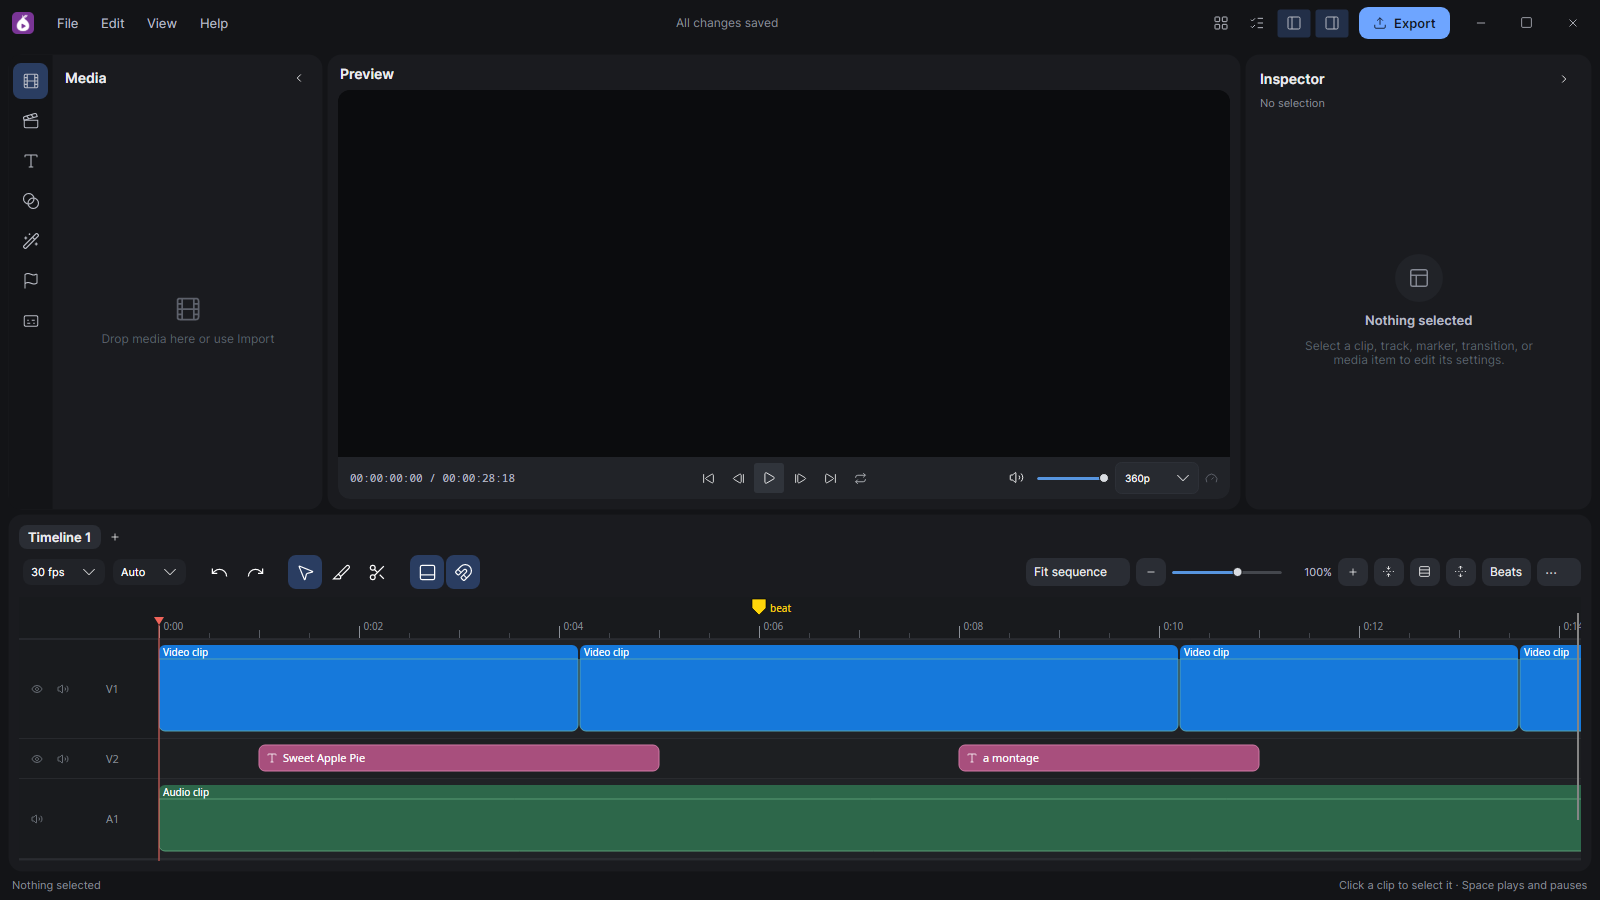 File Edit View Help
All changes saved
Export
Media
Preview
Inspector
No selection
Drop media here or use Import
Nothing selected
Select a clip, track, marker, transition, or
media item to edit its settings.
00:00:00:00 / 00:00:28:18
360p
Timeline 1 +
30 fps
Auto
Fit sequence
100%
Beats
...
beat
0:00
0:02
0:04
0:06
0:08
0:10
0:12
Video clip
Video clip
Video clip
Video clip
V1
V2
Sweet Apple Pie
a montage
Audio clip
A1
Nothing selected
Click a clip to select it · Space plays and pauses